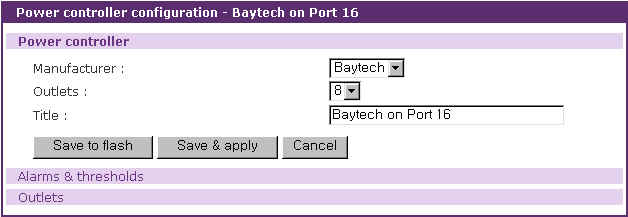 Power controller configuration - Baytech on Port 16
Power controller
Manufacturer : Baytech
Outlets : 8
Title : Baytech on Port 16
Save to flash Save & apply Cancel
Alarms & thresholds
Outlets